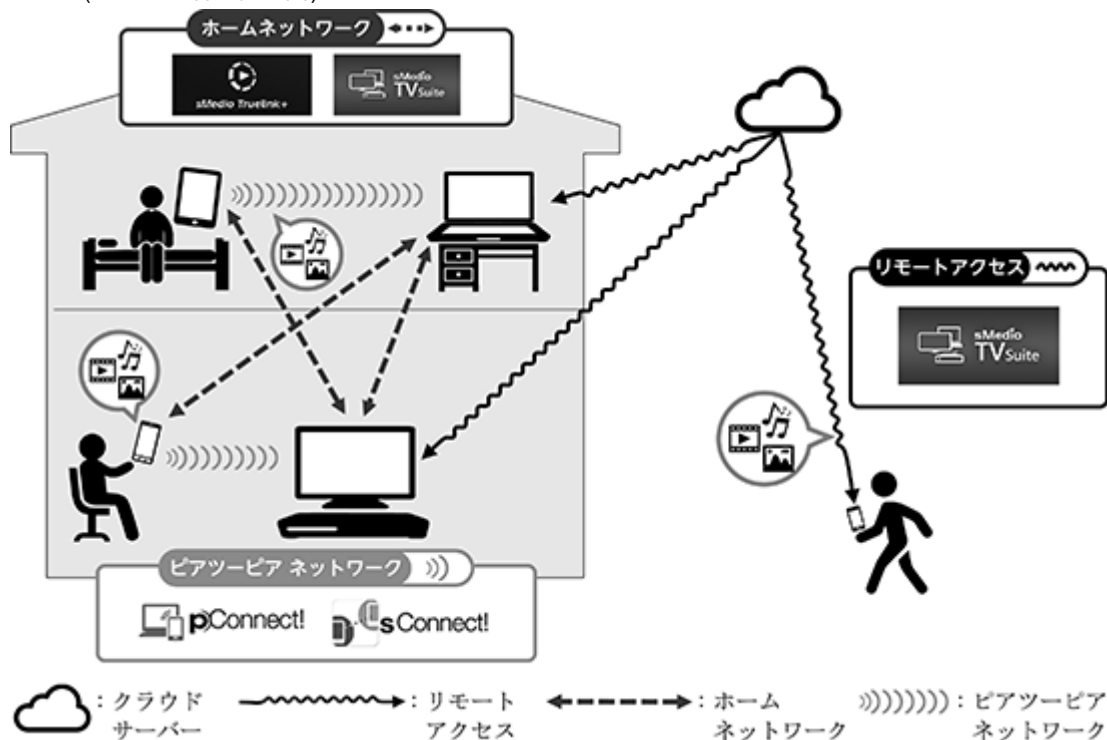 ホームネットワーク
sMedio Truelink+
sMedio
TV Suite
リモートアクセス
sMedio
TV Suite
ピアツーピア ネットワーク
pConnect!
sConnect!
：クラウド
サーバー
：リモート
アクセス
：ホーム
ネットワーク
：ピアツーピア
ネットワーク